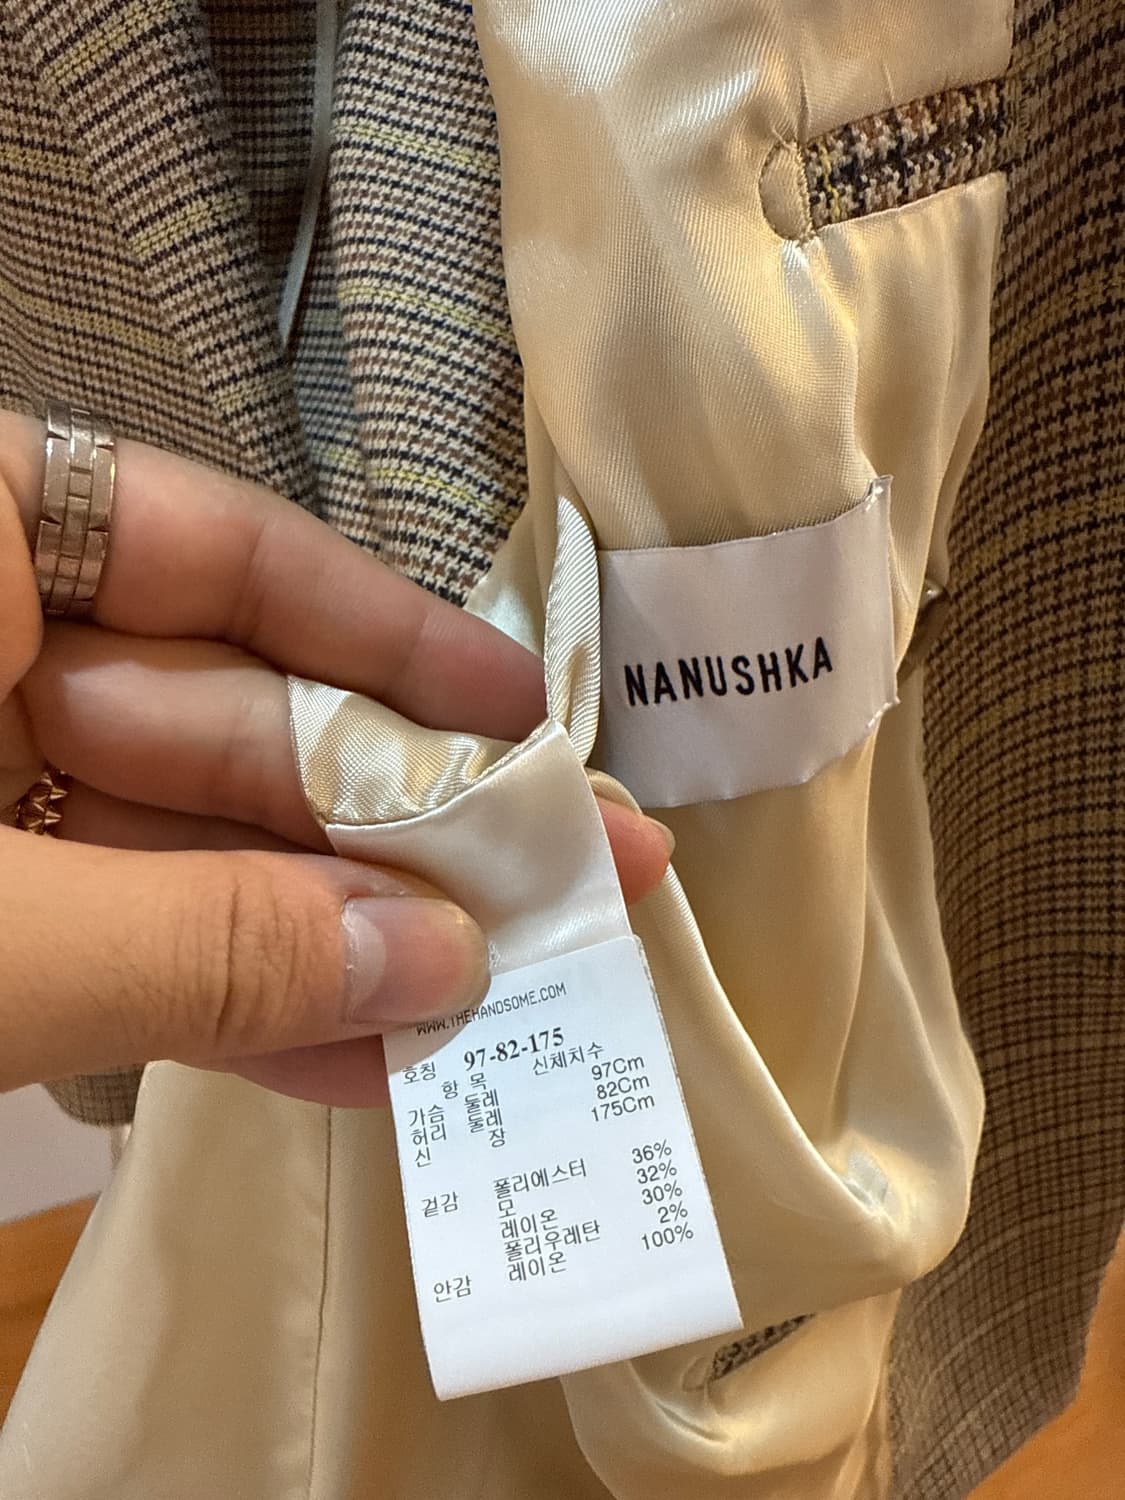 NANUSHKA
WWW.THEHANDSOME.COM
호칭 97-82-175
항 목 신체치수
가슴 둘레 97Cm
허리 둘레 82Cm
신 장 175Cm
겉감 폴리에스터 36%
모 32%
레이온 30%
폴리우레탄 2%
안감 레이온 100%